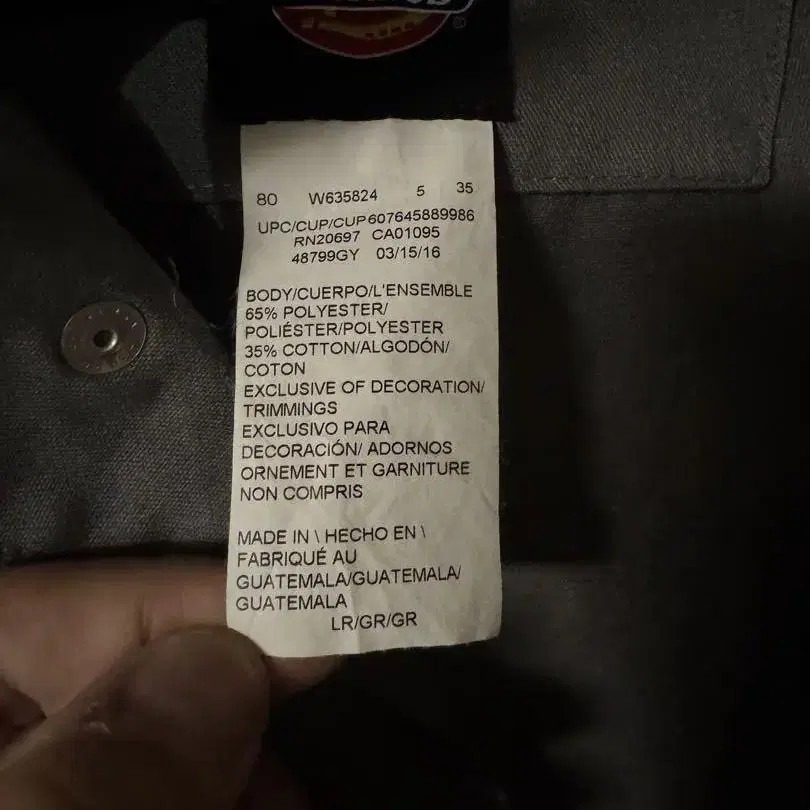 80 W635824 5 35
UPC/CUP/CUP607645889986
RN20697 CA01095
48799GY 03/15/16
BODY/CUERPO/L'ENSEMBLE
65% POLYESTER/
POLIÉSTER/POLYESTER
35% COTTON/ALGODÓN/
COTON
EXCLUSIVE OF DECORATION/
TRIMMINGS
EXCLUSIVO PARA
DECORACIÓN/ ADORNOS
ORNEMENT ET GARNITURE
NON COMPRIS
MADE IN \ HECHO EN \
FABRIQUÉ AU
GUATEMALA/GUATEMALA/
GUATEMALA
LR/GR/GR